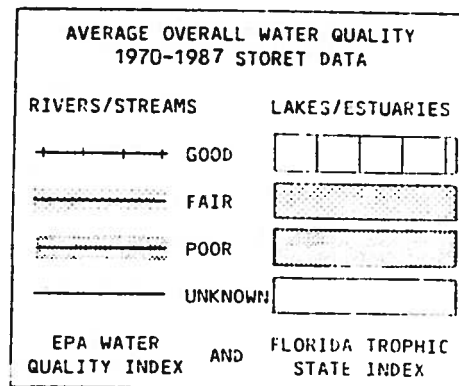 AVERAGE OVERALL WATER QUALITY
1970-1987 STORET DATA
RIVERS/STREAMS LAKES/ESTUARIES
GOOD
FAIR
POOR
UNKNOWN
EPA WATER QUALITY INDEX AND FLORIDA TROPHIC STATE INDEX